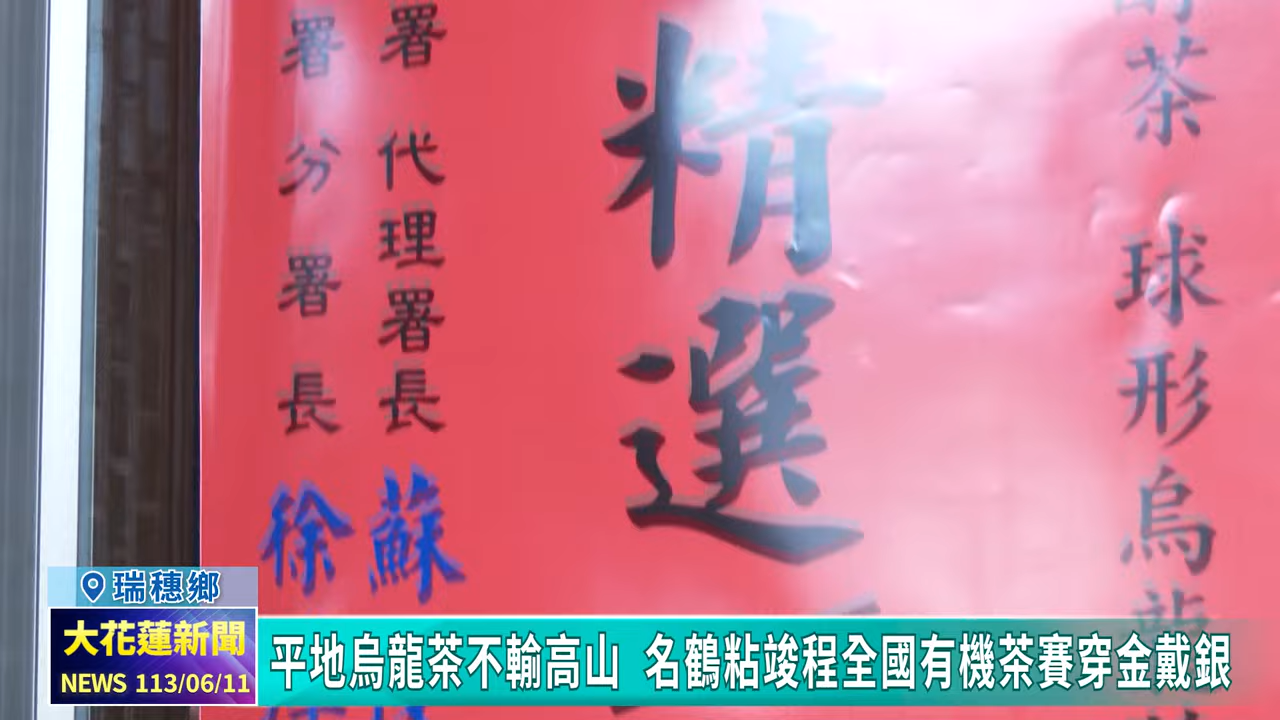 茶 球形烏龍
精選
署代理署長 蘇
署分署長 徐
瑞穗鄉
大花蓮新聞
NEWS 113/06/11
平地烏龍茶不輸高山 名鶴粘竣程全國有機茶賽穿金戴銀